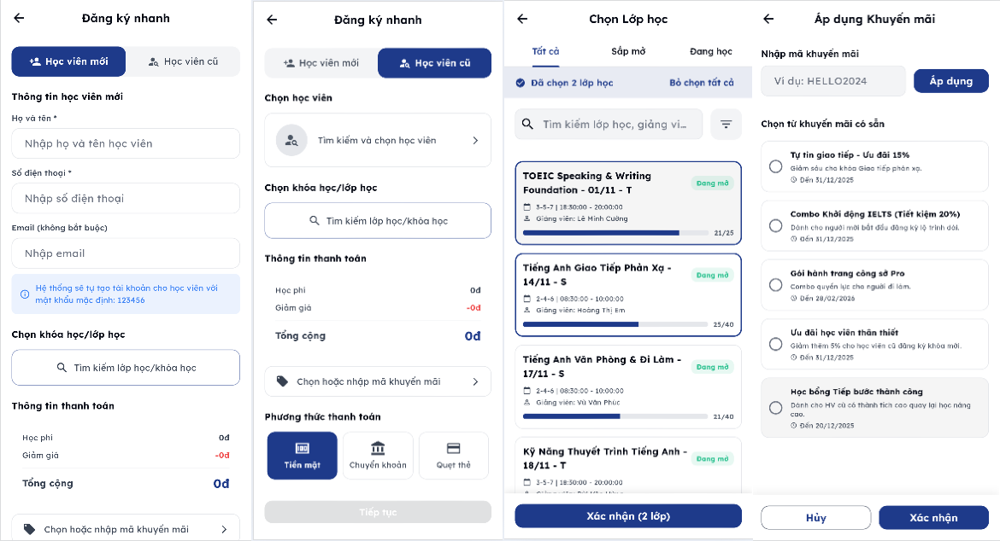 Đăng ký nhanh
Học viên mới
Học viên cũ
Thông tin học viên mới
Họ và tên *
Nhập họ và tên học viên
Số điện thoại *
Nhập số điện thoại
Email (không bắt buộc)
Nhập email
Hệ thống sẽ tự tạo tài khoản cho học viên với
mật khẩu mặc định: 123456
Chọn khóa học/lớp học
Tìm kiếm lớp học/khóa học
Thông tin thanh toán
Học phí 0đ
Giảm giá -0đ
Tổng cộng 0đ
Chọn hoặc nhập mã khuyến mãi
Đăng ký nhanh
Học viên mới
Học viên cũ
Chọn học viên
Tìm kiếm và chọn học viên
Chọn khóa học/lớp học
Tìm kiếm lớp học/khóa học
Thông tin thanh toán
Học phí 0đ
Giảm giá -0đ
Tổng cộng 0đ
Chọn hoặc nhập mã khuyến mãi
Phương thức thanh toán
Tiền mặt
Chuyển khoản
Quẹt thẻ
Tiếp tục
Chọn Lớp học
Tất cả
Sắp mở
Đang học
Đã chọn 2 lớp học
Bỏ chọn tất cả
Tìm kiếm lớp học, giảng vi...
TOEIC Speaking & Writing
Foundation - 01/11 - T
Đang mở
3-5-7 | 18:30:00 - 20:00:00
Giảng viên: Lê Minh Cường
21/25
Tiếng Anh Giao Tiếp Phản Xạ -
14/11 - S
Đang mở
2-4-6 | 08:30:00 - 10:00:00
Giảng viên: Hoàng Thị Em
25/40
Tiếng Anh Văn Phòng & Đi Làm -
17/11 - S
Đang mở
2-4-6 | 08:30:00 - 10:00:00
Giảng viên: Vũ Văn Phúc
21/40
Kỹ Năng Thuyết Trình Tiếng Anh -
18/11 - T
Đang mở
3-5-7 | 18:30:00 - 20:00:00
Xác nhận (2 lớp)
Áp dụng Khuyến mãi
Nhập mã khuyến mãi
Ví dụ: HELLO2024
Áp dụng
Chọn từ khuyến mãi có sẵn
Tự tin giao tiếp - Ưu đãi 15%
Giảm sâu cho khóa Giao tiếp phản xạ.
Đến 31/12/2025
Combo Khởi động IELTS (Tiết kiệm 20%)
Dành cho người mới bắt đầu đăng ký lộ trình dài.
Đến 31/12/2025
Gói hành trang công sở Pro
Combo quyền lực cho người đi làm.
Đến 28/02/2026
Ưu đãi học viên thân thiết
Giảm thêm 5% cho học viên cũ đăng ký khóa mới.
Đến 31/12/2025
Học bổng Tiếp bước thành công
Dành cho HV cũ có thành tích cao quay lại học nâng
cao.
Đến 20/12/2025
Hủy
Xác nhận